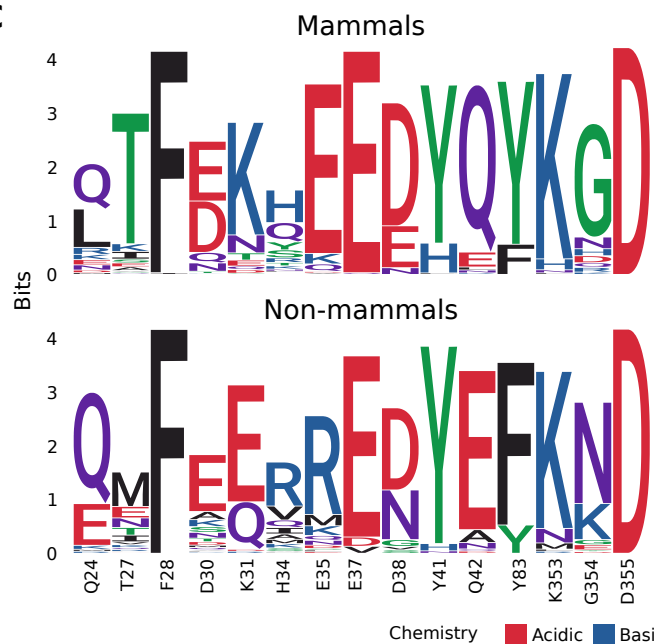 Mammals
Bits
4
3
2
1
0
Non-mammals
4
3
2
1
0
Q24 T27 F28 D30 K31 H34 E35 E37 D38 Y41 Q42 Y83 K353 G354 D355
Chemistry Acidic Basi